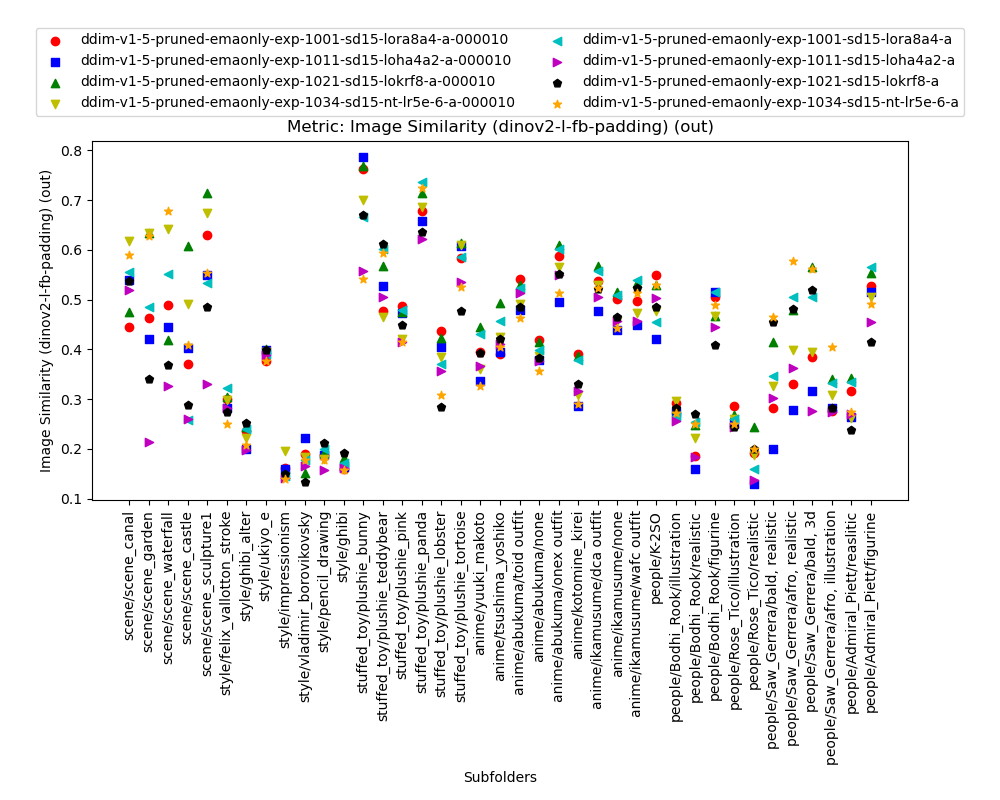 ddim-v1-5-pruned-emaonly-exp-1001-sd15-lora8a4-a-000010
ddim-v1-5-pruned-emaonly-exp-1011-sd15-loha4a2-a-000010
ddim-v1-5-pruned-emaonly-exp-1021-sd15-lokrf8-a-000010
ddim-v1-5-pruned-emaonly-exp-1034-sd15-nt-lr5e-6-a-000010
ddim-v1-5-pruned-emaonly-exp-1001-sd15-lora8a4-a
ddim-v1-5-pruned-emaonly-exp-1011-sd15-loha4a2-a
ddim-v1-5-pruned-emaonly-exp-1021-sd15-lokrf8-a
ddim-v1-5-pruned-emaonly-exp-1034-sd15-nt-lr5e-6-a
Metric: Image Similarity (dinov2-l-fb-padding) (out)
Image Similarity (dinov2-l-fb-padding) (out)
0.8
0.7
0.6
0.5
0.4
0.3
0.2
0.1
scene/scene_canal
scene/scene_garden
scene/scene_waterfall
scene/scene_castle
scene/scene_sculpture1
style/felix_vallotton_stroke
style/ghibi_alter
style/ukiyo_e
style/impressionism
style/vladimir_borovikovsky
style/pencil_drawing
style/ghibi
stuffed_toy/plushie_bunny
stuffed_toy/plushie_teddybear
stuffed_toy/plushie_pink
stuffed_toy/plushie_panda
stuffed_toy/plushie_lobster
stuffed_toy/plushie_tortoise
anime/yuuki_makoto
anime/tsushima_yoshiko
anime/abukuma/toid outfit
anime/abukuma/none
anime/abukuma/onex outfit
anime/kotomine_kirei
anime/ikamusume/dca outfit
anime/ikamusume/none
anime/ikamusume/wafc outfit
people/K-2SO
people/Bodhi_Rook/illustration
people/Bodhi_Rook/realistic
people/Bodhi_Rook/figurine
people/Rose_Tico/illustration
people/Rose_Tico/realistic
people/Saw_Gerrera/bald, realistic
people/Saw_Gerrera/afro, realistic
people/Saw_Gerrera/bald, 3d
people/Saw_Gerrera/afro, illustration
people/Admiral_Piett/reaslitic
people/Admiral_Piett/figurine
Subfolders